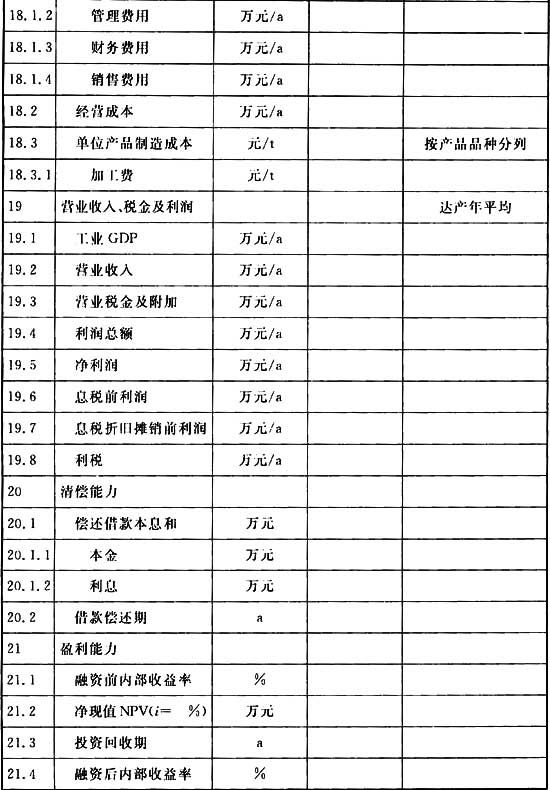 18.1.2 管理费用 万元/a
18.1.3 财务费用 万元/a
18.1.4 销售费用 万元/a
18.2 经营成本 万元/a
18.3 单位产品制造成本 元/t 按产品品种分列
18.3.1 加工费 元/t
19 营业收入、税金及利润 达产年平均
19.1 工业GDP 万元/a
19.2 营业收入 万元/a
19.3 营业税金及附加 万元/a
19.4 利润总额 万元/a
19.5 净利润 万元/a
19.6 息税前利润 万元/a
19.7 息税折旧摊销前利润 万元/a
19.8 利税 万元/a
20 清偿能力
20.1 偿还借款本息和 万元
20.1.1 本金 万元
20.1.2 利息 万元
20.2 借款偿还期 a
21 盈利能力
21.1 融资前内部收益率 %
21.2 净现值NPV(i= %) 万元
21.3 投资回收期 a
21.4 融资后内部收益率 %